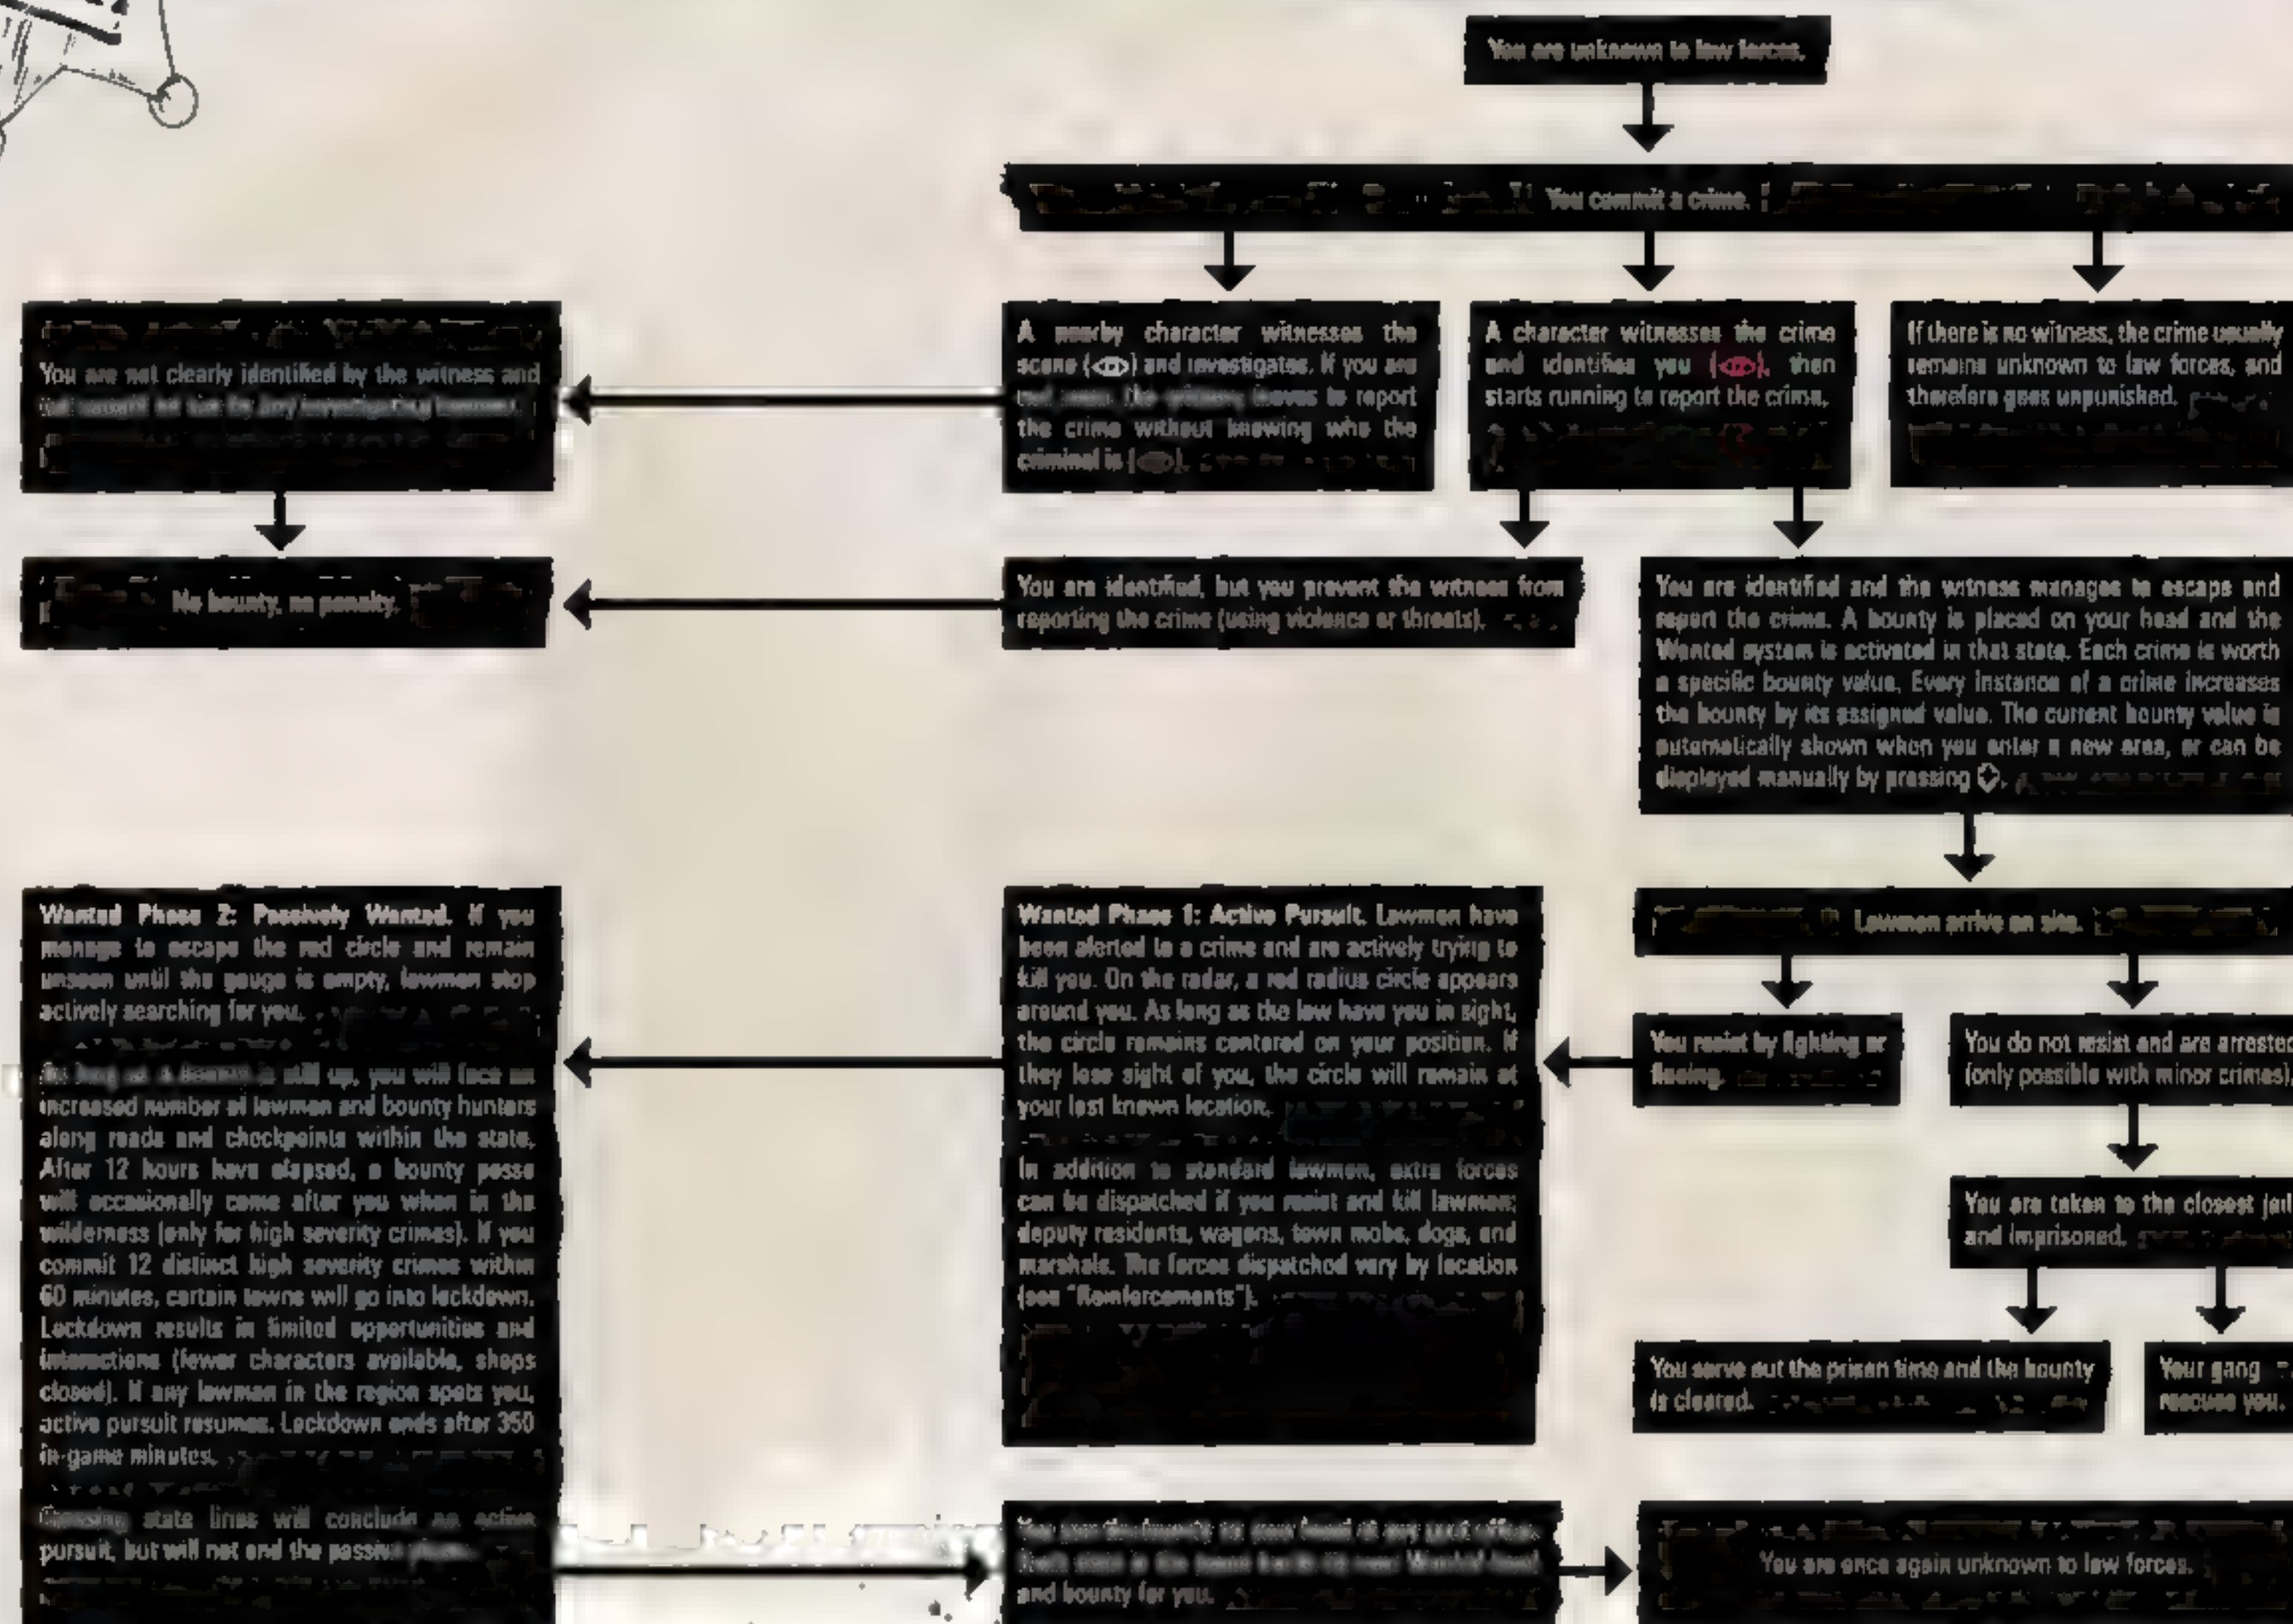 You are unknown to law forces.
You commit a crime.
You are not clearly identified by the witness and
A nearby character witnesses the
scene ( ) and investigates. If you are
not seen, the witness moves to report
the crime without knowing who the
criminal is ( ).
A character witnesses the crime
and identifies you ( ), then
starts running to report the crime.
If there is no witness, the crime usually
remains unknown to law forces, and
therefore goes unpunished.
No bounty, no penalty.
You are identified, but you prevent the witness from
reporting the crime (using violence or threats).
You are identified and the witness manages to escape and
report the crime. A bounty is placed on your head and the
Wanted system is activated in that state. Each crime is worth
a specific bounty value. Every instance of a crime increases
the bounty by its assigned value. The current bounty value is
automatically shown when you enter a new area, or can be
displayed manually by pressing
Wanted Phase 2: Passively Wanted. If you
manage to escape the red circle and remain
unseen until the gauge is empty, lawmen stop
actively searching for you.
As long as a bounty is still up, you will face an
increased number of lawmen and bounty hunters
along roads and checkpoints within the state.
After 12 hours have elapsed, a bounty posse
will occasionally come after you when in the
wilderness (only for high severity crimes). If you
commit 12 distinct high severity crimes within
60 minutes, certain towns will go into lockdown.
Lockdown results in limited opportunities and
interactions (fewer characters available, shops
closed). If any lawman in the region spots you,
active pursuit resumes. Lockdown ends after 350
in-game minutes.
Crossing state lines will conclude an active
pursuit, but will not end the passive
Wanted Phase 1: Active Pursuit. Lawmen have
been alerted to a crime and are actively trying to
kill you. On the radar, a red radius circle appears
around you. As long as the law have you in sight,
the circle remains centered on your position. If
they lose sight of you, the circle will remain at
your last known location.
In addition to standard lawmen, extra forces
can be dispatched if you resist and kill lawmen:
deputy residents, wagons, town mobs, dogs, and
marshals. The forces dispatched vary by location
(see "Reinforcements").
Lawmen arrive on site.
You resist by fighting or
fleeing.
You do not resist and are arrested
(only possible with minor crimes).
You are taken to the closest jail
and imprisoned.
You serve out the prison time and the bounty
is cleared.
Your gang
rescues you.
and bounty for you.
You are once again unknown to law forces.